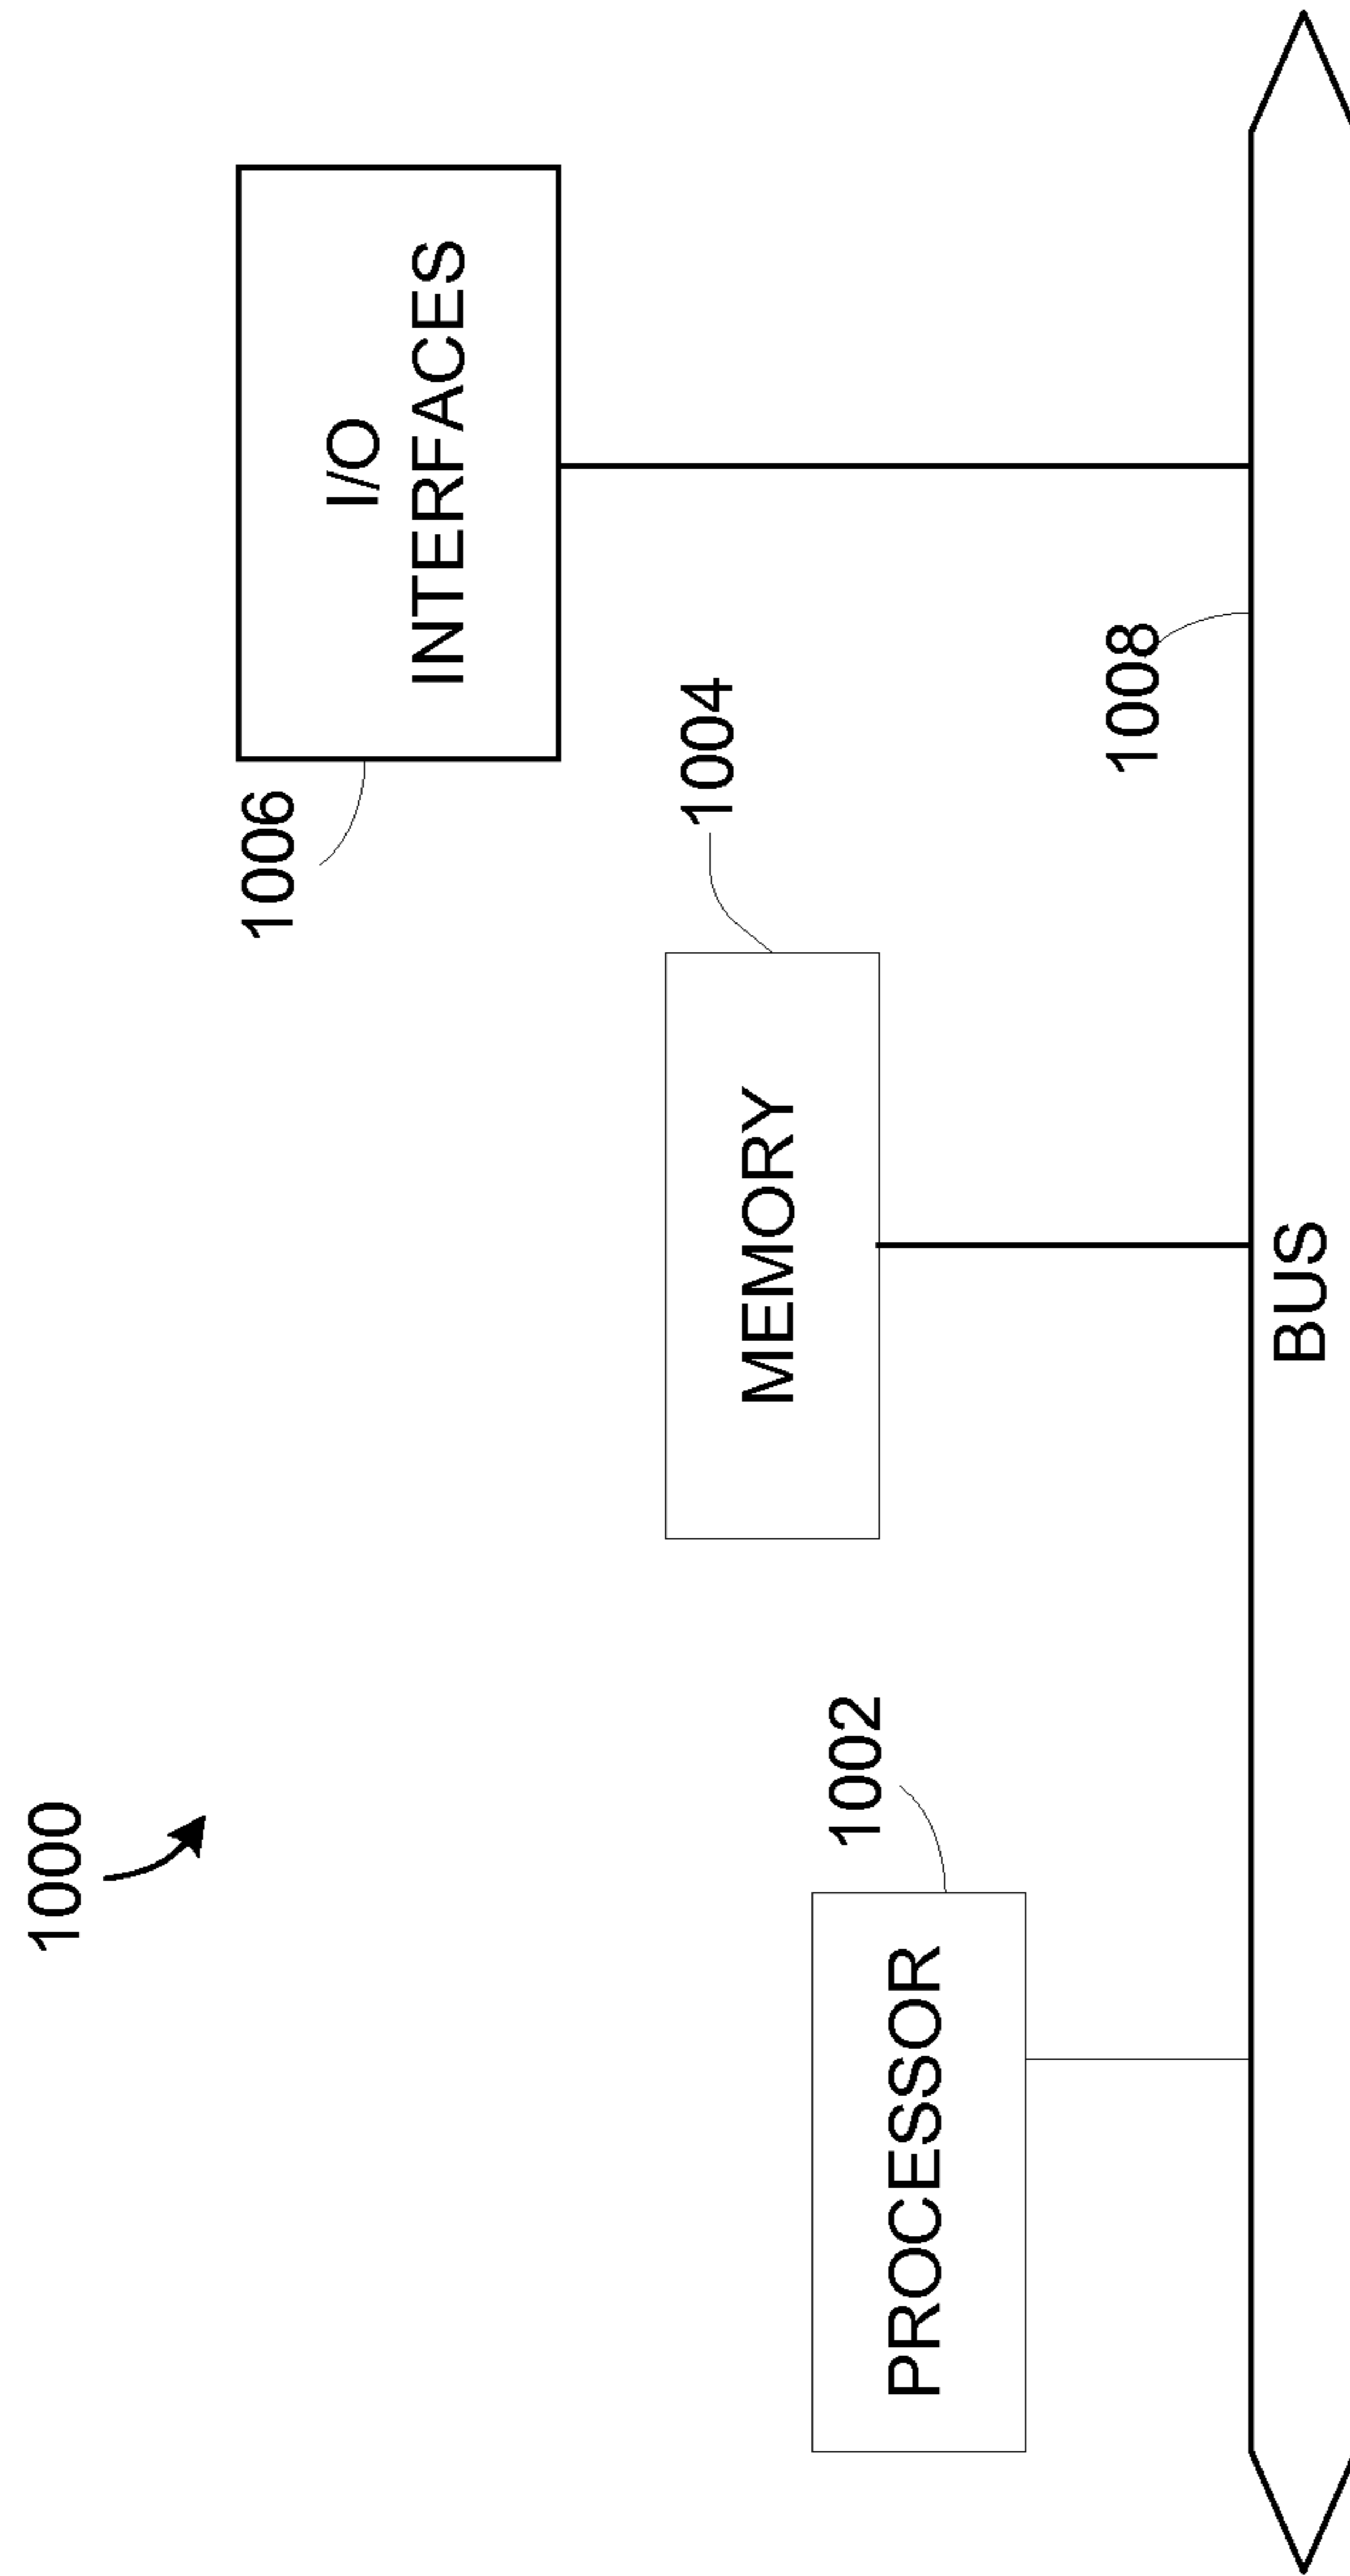 1000
1006
I/O
INTERFACES
1004
MEMORY
1002
PROCESSOR
1008
BUS